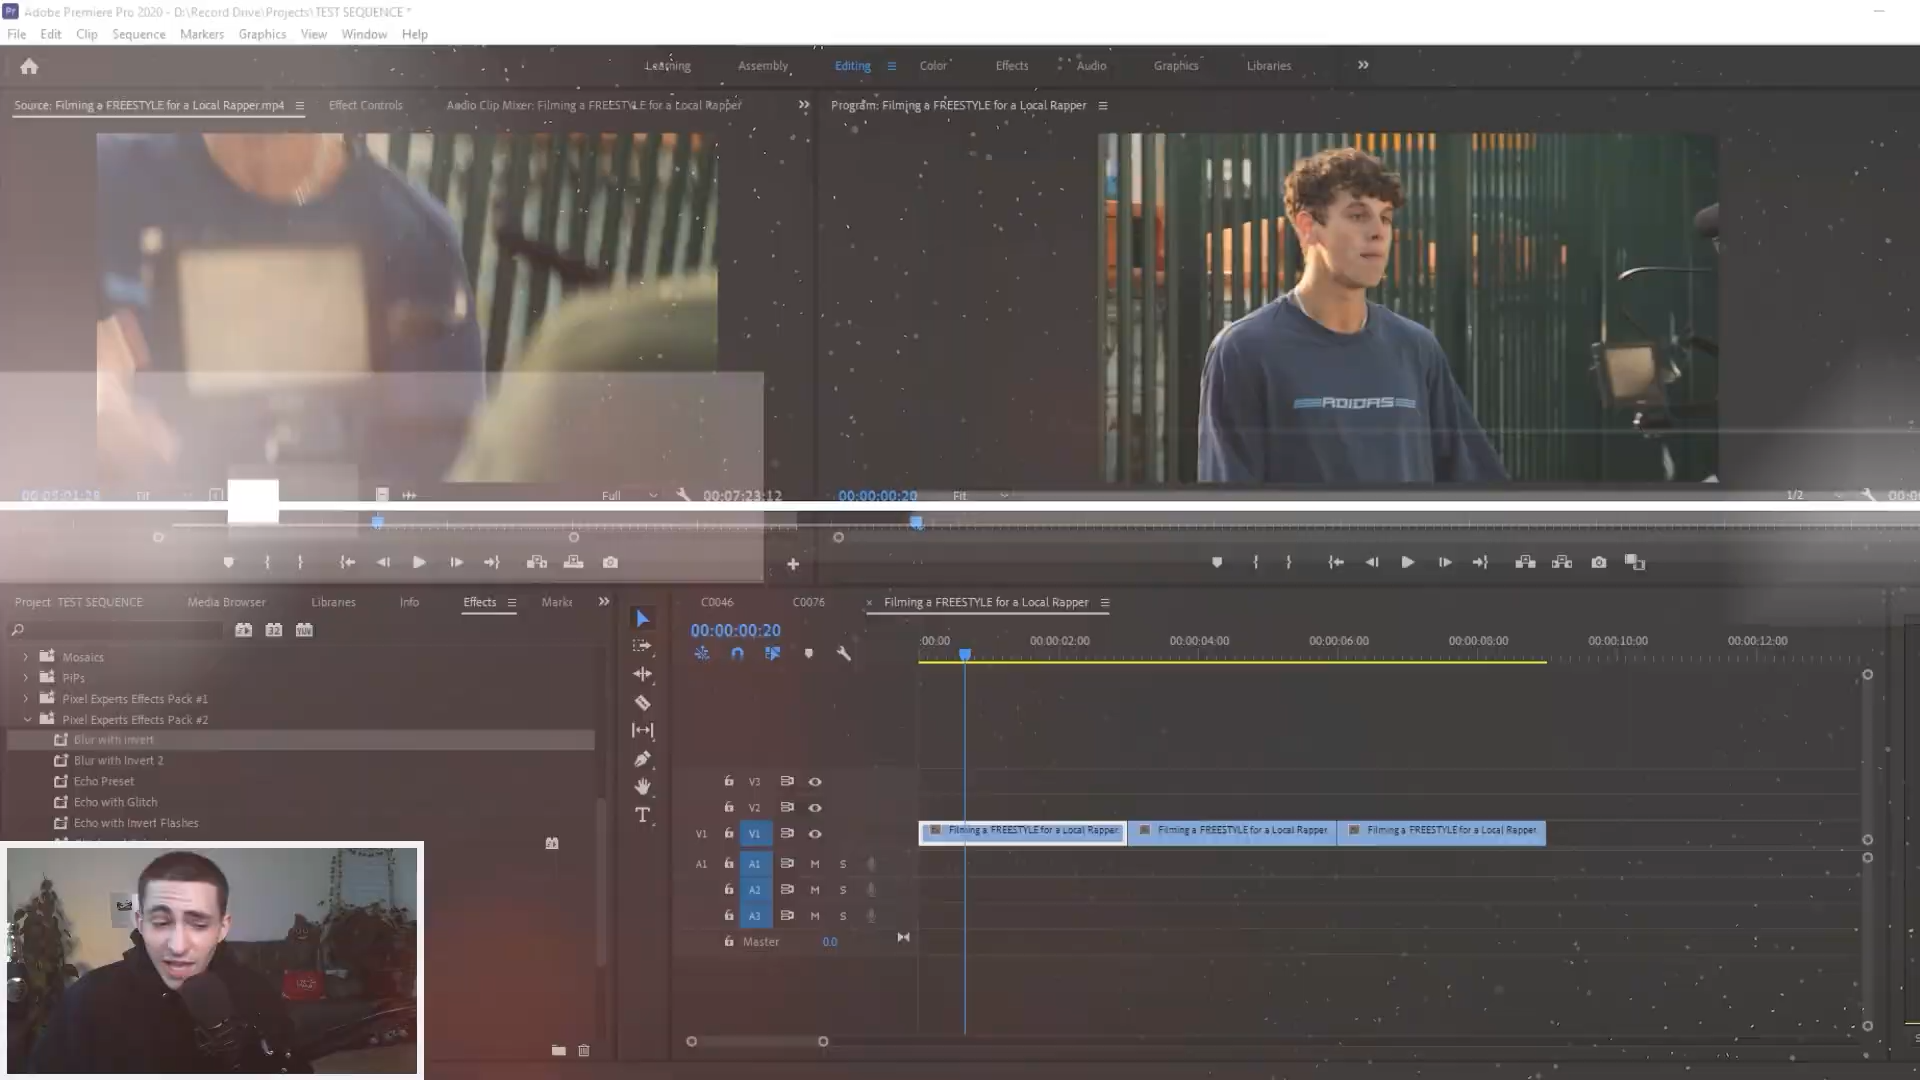 Adobe Premiere Pro 2020 - D:\Record Drive\Projects\TEST SEQUENCE *
File Edit Clip Sequence Markers Graphics View Window Help
Learning Assembly Editing Color Effects Audio Graphics Libraries
Source: Filming a FREESTYLE for a Local Rapper.mp4 Effect Controls Audio Clip Mixer: Filming a FREESTYLE for a Local Rapper Program: Filming a FREESTYLE for a Local Rapper
ADIDAS
00:05:01:28 Fit Full 00:07:23:12 00:00:00:20 Fit 1/2
Project: TEST SEQUENCE Media Browser Libraries Info Effects Marke C0046 C0076 × Filming a FREESTYLE for a Local Rapper
00:00:00:20
:00:00 00:00:02:00 00:00:04:00 00:00:06:00 00:00:08:00 00:00:10:00 00:00:12:00
Mosaics
PiPs
Pixel Experts Effects Pack #1
Pixel Experts Effects Pack #2
Blur with invert
Blur with Invert 2
Echo Preset
Echo with Glitch
Echo with Invert Flashes
V3
V2
V1 V1 Filming a FREESTYLE for a Local Rapper. Filming a FREESTYLE for a Local Rapper. Filming a FREESTYLE for a Local Rapper.
A1 A1 M S
A2 M S
A3 M S
Master 0.0